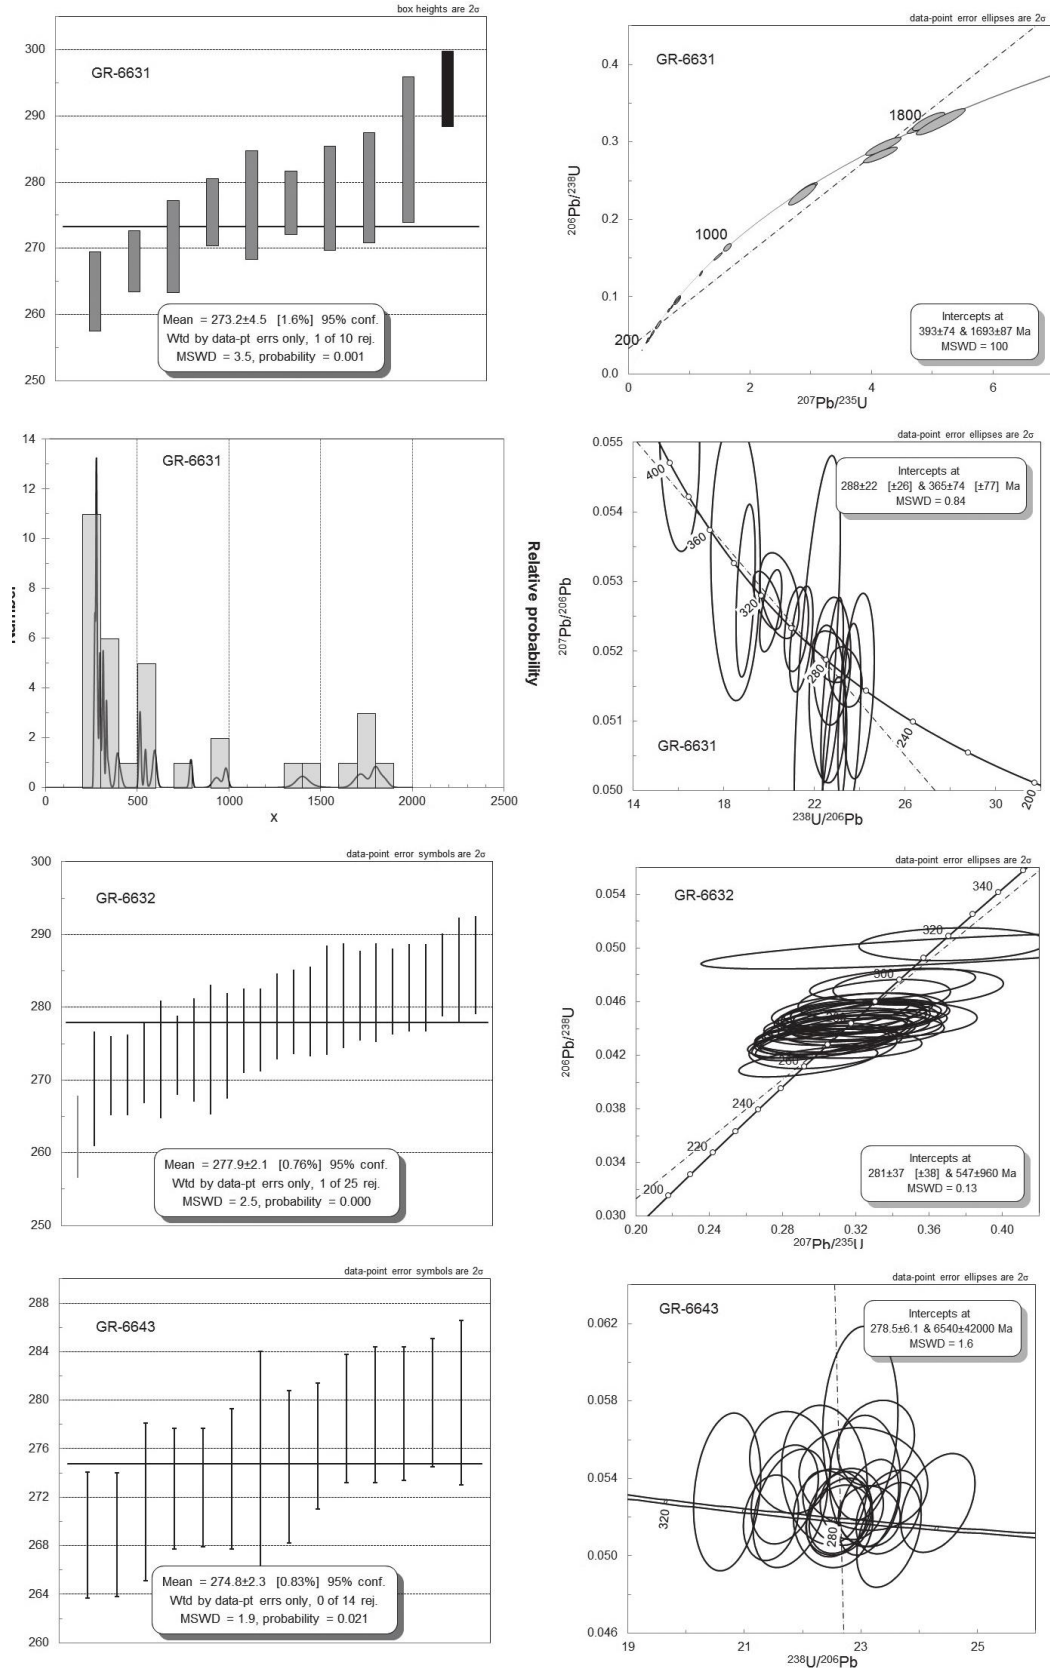 box heights are 2σ
GR-6631
300
290
280
270
260
250
Mean = 273.2±4.5 [1.6%] 95% conf.
Wtd by data-pt errs only, 1 of 10 rej.
MSWD = 3.5, probability = 0.001
data-point error ellipses are 2σ
GR-6631
0.4
0.3
0.2
0.1
0.0
206Pb/238U
1800
1000
200
Intercepts at
393±74 & 1693±87 Ma
MSWD = 100
0
2
4
6
207Pb/235U
14
12
10
8
6
4
2
0
Number
GR-6631
Relative probability
0
500
1000
1500
2000
2500
x
data-point error ellipses are 2σ
0.055
0.054
0.053
0.052
0.051
0.050
207Pb/206Pb
Intercepts at
288±22 [±26] & 365±74 [±77] Ma
MSWD = 0.84
400
360
320
280
240
200
GR-6631
14
18
22
26
30
238U/206Pb
data-point error symbols are 2σ
GR-6632
300
290
280
270
260
250
Mean = 277.9±2.1 [0.76%] 95% conf.
Wtd by data-pt errs only, 1 of 25 rej.
MSWD = 2.5, probability = 0.000
data-point error ellipses are 2σ
GR-6632
0.054
0.050
0.046
0.042
0.038
0.034
0.030
206Pb/238U
340
320
300
260
240
220
200
Intercepts at
281±37 [±38] & 547±960 Ma
MSWD = 0.13
0.20
0.24
0.28
0.32
0.36
0.40
207Pb/235U
data-point error symbols are 2σ
GR-6643
288
284
280
276
272
268
264
260
Mean = 274.8±2.3 [0.83%] 95% conf.
Wtd by data-pt errs only, 0 of 14 rej.
MSWD = 1.9, probability = 0.021
data-point error ellipses are 2σ
GR-6643
0.062
0.058
0.054
0.050
0.046
207Pb/206Pb
Intercepts at
278.5±6.1 & 6540±42000 Ma
MSWD = 1.6
320
280
19
21
23
25
238U/206Pb